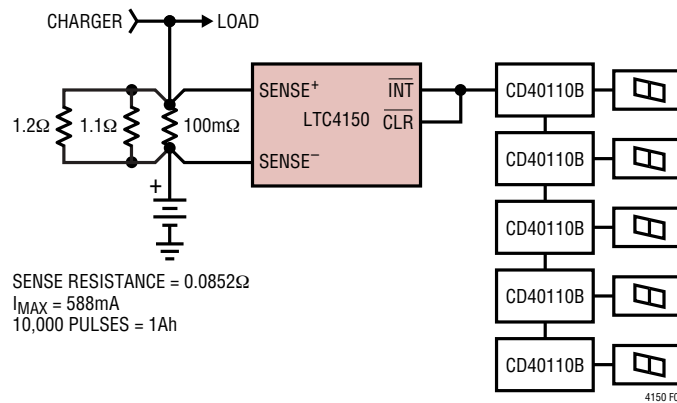 CHARGER
LOAD
SENSE+
INT
CD40110B
1.2Ω
1.1Ω
100mΩ
LTC4150
CLR
SENSE–
CD40110B
+
CD40110B
SENSE RESISTANCE = 0.0852Ω
IMAX = 588mA
10,000 PULSES = 1Ah
CD40110B
CD40110B